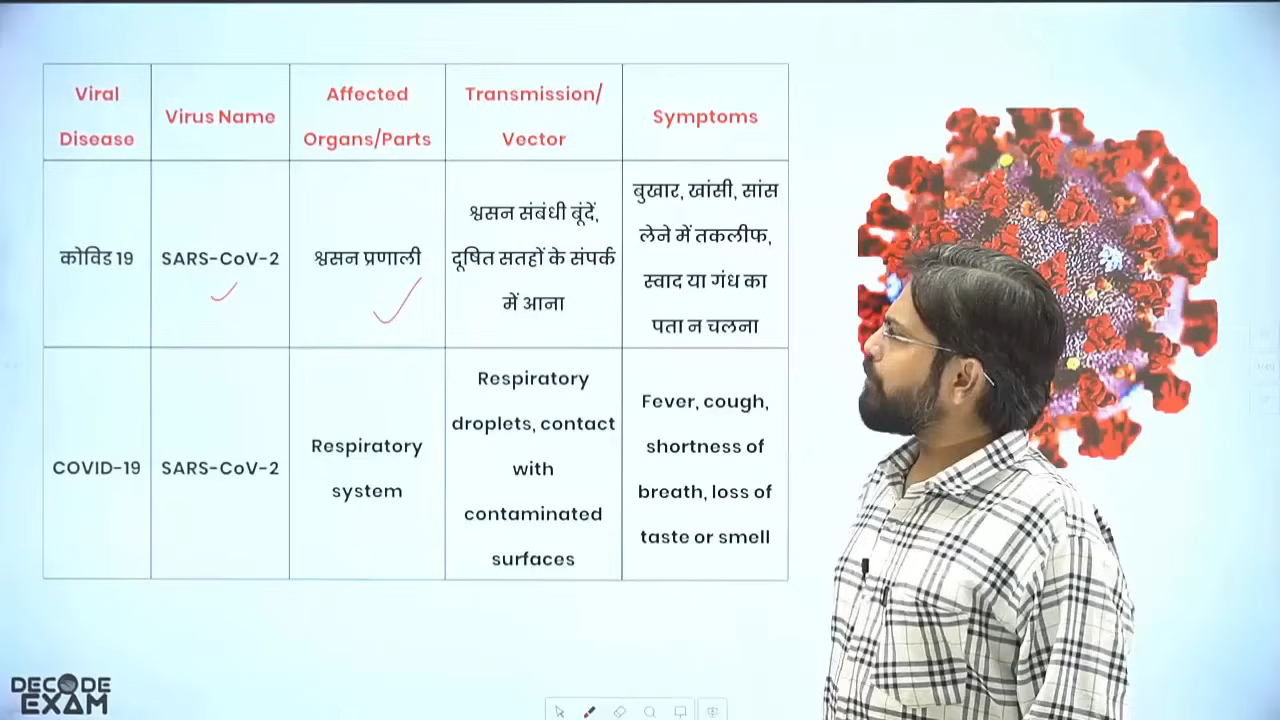 Viral
Disease
Virus Name
Affected
Organs/Parts
Transmission/
Vector
Symptoms
कोविड 19
SARS-CoV-2
श्वसन प्रणाली
श्वसन संबंधी बूंदें,
दूषित सतहों के संपर्क
में आना
बुखार, खांसी, सांस
लेने में तकलीफ,
स्वाद या गंध का
पता न चलना
COVID-19
SARS-CoV-2
Respiratory
system
Respiratory
droplets, contact
with
contaminated
surfaces
Fever, cough,
shortness of
breath, loss of
taste or smell
DECODE
EXAM